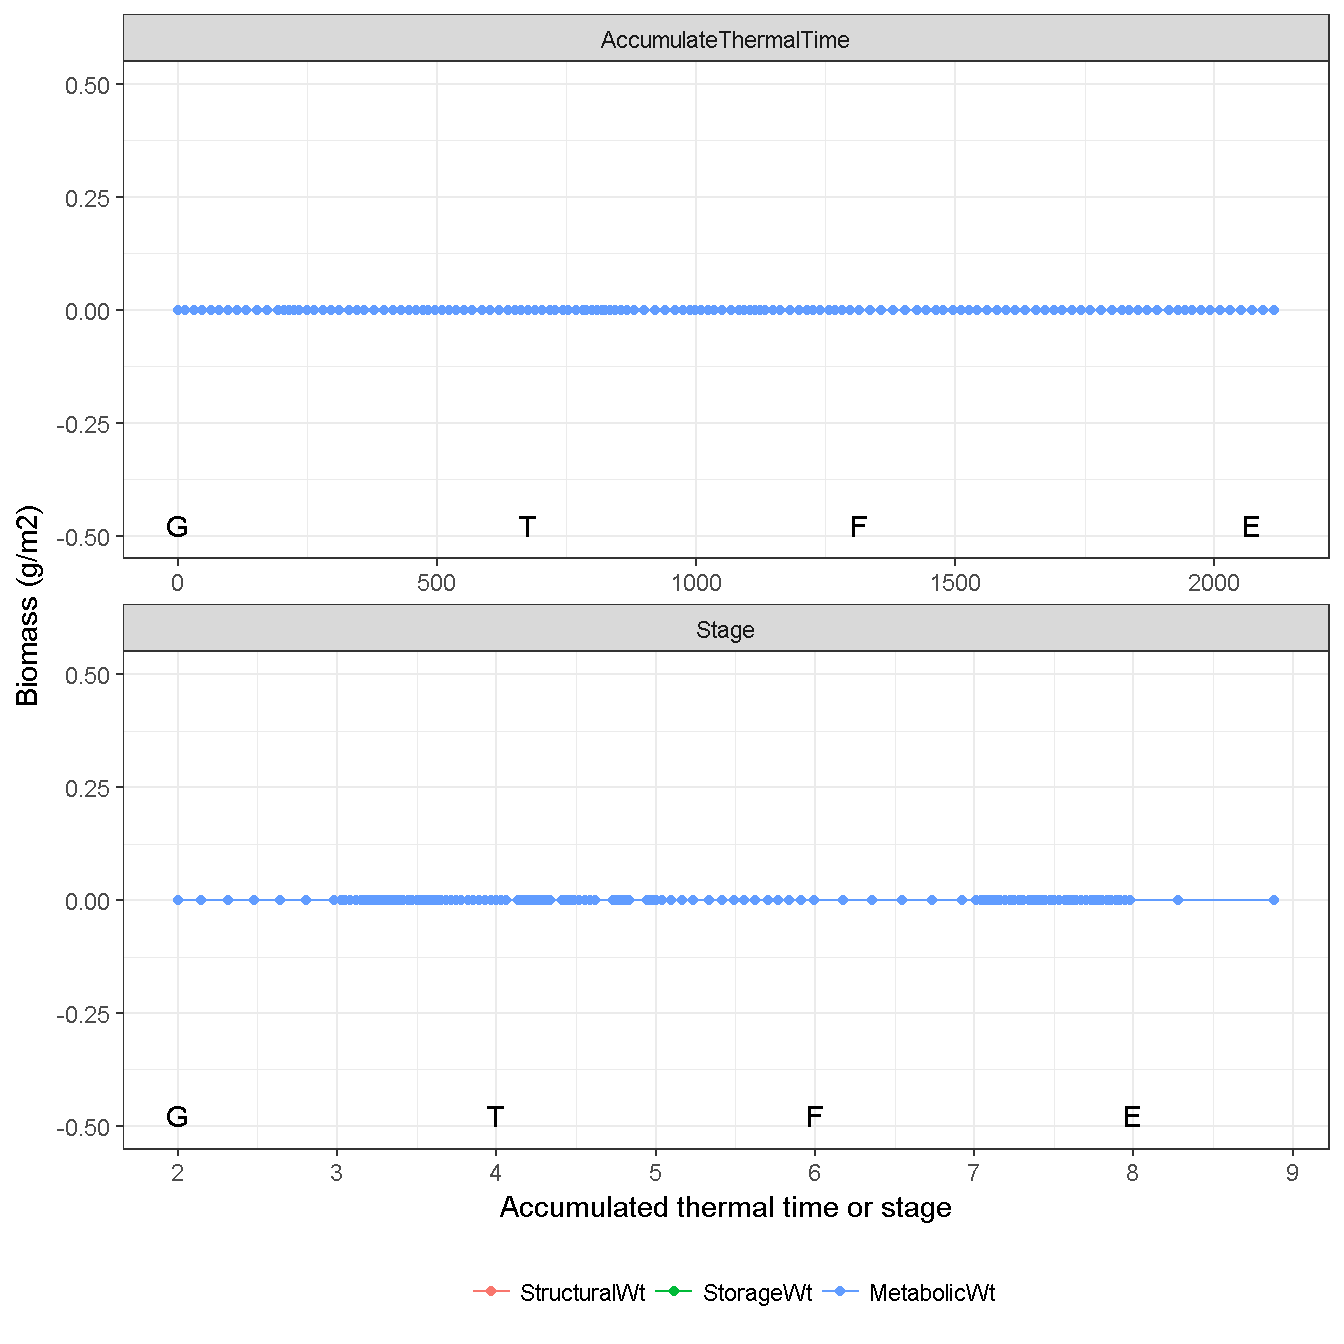 AccumulateThermalTime
0.50
0.25
0.00
-0.25
-0.50
G T F E
0 500 1000 1500 2000
Biomass (g/m2)
Stage
0.50
0.25
0.00
-0.25
-0.50
G T F E
2 3 4 5 6 7 8 9
Accumulated thermal time or stage
StructuralWt StorageWt MetabolicWt